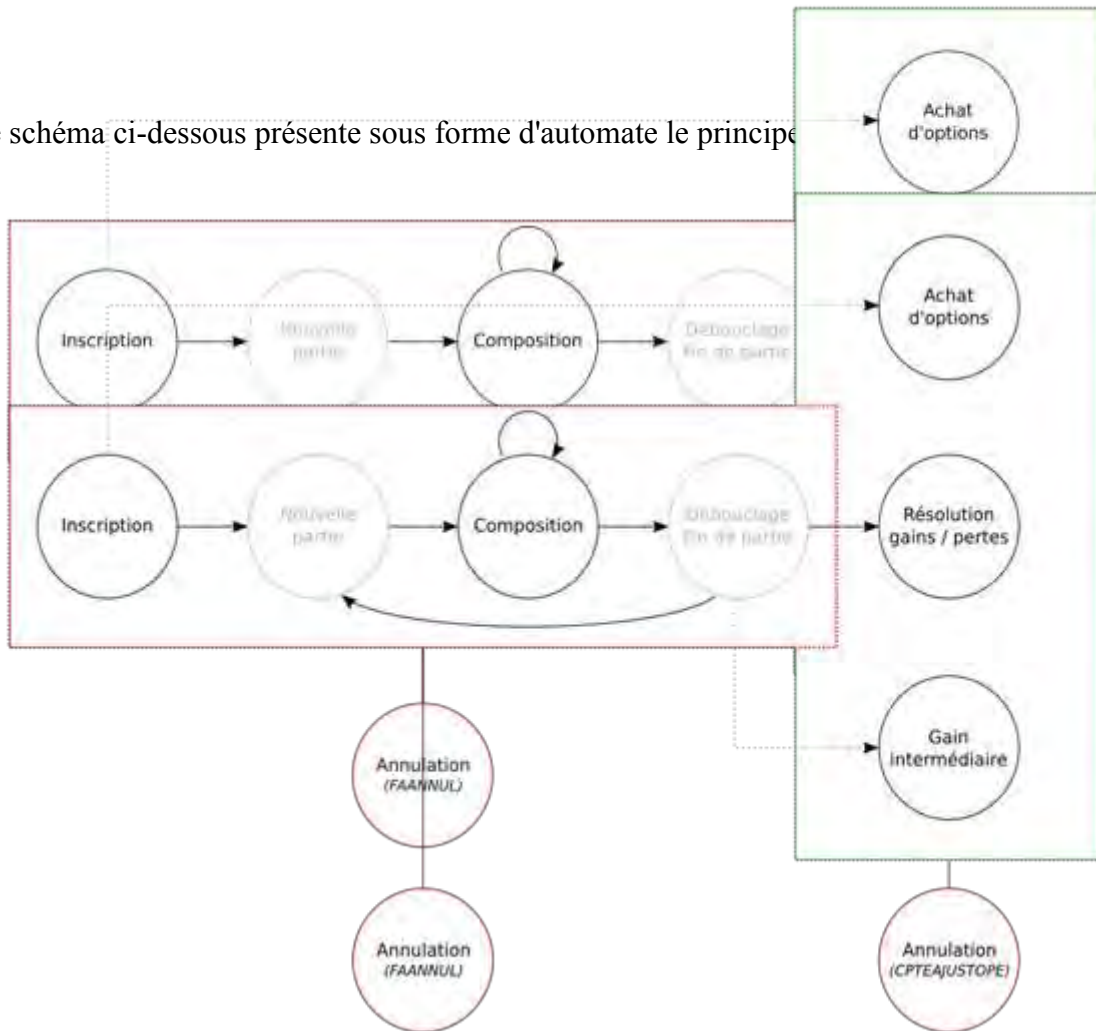 Achat
d'options
schéma ci-dessous présente sous forme d'automate le principe
Achat
d'options
Inscription
Nouvelle
partie
Composition
Débouclage
Fin de partie
Inscription
Nouvelle
partie
Composition
Débouclage
Fin de partie
Résolution
gains / pertes
Annulation
(FAANNUL)
Gain
intermédiaire
Annulation
(FAANNUL)
Annulation
(CPTEAJUSTOPE)